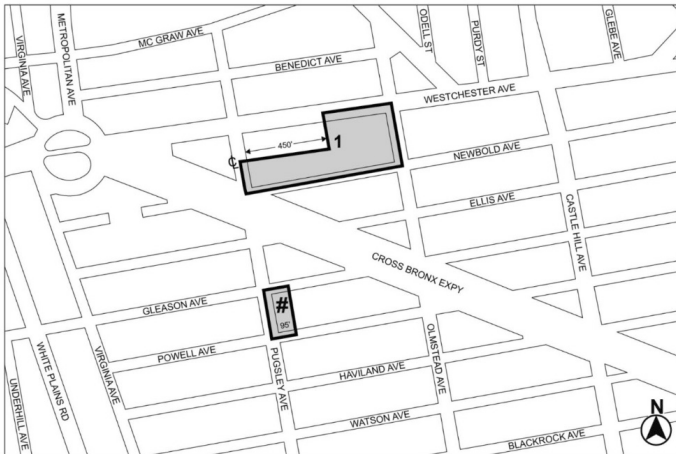 VIRGINIA AVE
METROPOLITAN AVE
MC GRAW AVE
BENEDICT AVE
ODELL ST
PURDY ST
GLEBE AVE
WESTCHESTER AVE
450'
1
℄
NEWBOLD AVE
ELLIS AVE
CASTLE HILL AVE
CROSS BRONX EXPY
#
95'
GLEASON AVE
POWELL AVE
VIRGINIA AVE
WHITE PLAINS RD
UNDERHILL AVE
PUGSLEY AVE
HAVILAND AVE
OLMSTEAD AVE
WATSON AVE
BLACKROCK AVE
N